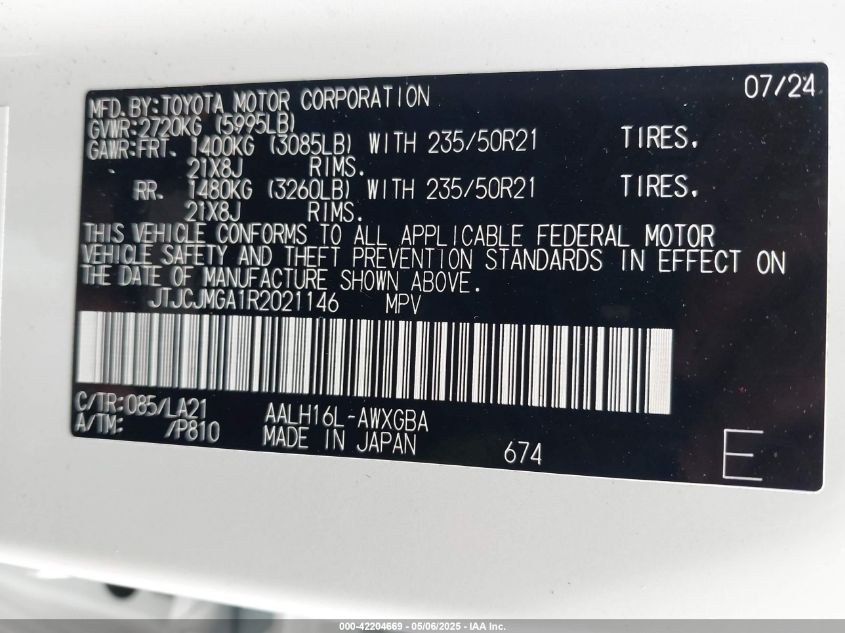 07/24
MFD.BY:TOYOTA MOTOR CORPORATION
GVWR:2720KG (5995LB)
GAWR:FRT. 1400KG (3085LB) WITH 235/50R21 TIRES.
21X8J RIMS.
RR. 1480KG (3260LB) WITH 235/50R21 TIRES.
21X8J RIMS.
THIS VEHICLE CONFORMS TO ALL APPLICABLE FEDERAL MOTOR
VEHICLE SAFETY AND THEFT PREVENTION STANDARDS IN EFFECT ON
THE DATE OF MANUFACTURE SHOWN ABOVE.
JTJCJMGA1R2021146 MPV
C/TR:085/LA21 AALH16L-AWXGBA
A/TM: /P810 MADE IN JAPAN 674
E
000-42204669 - 05/06/2025 - IAA Inc.